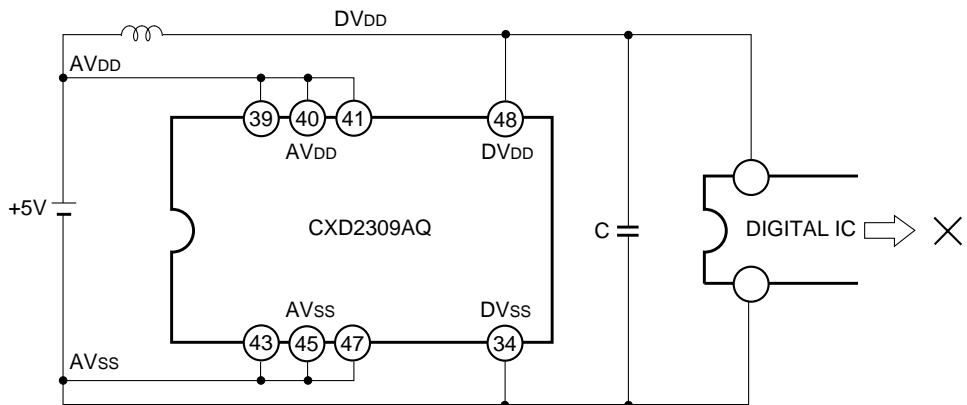 DVDD
AVDD
39 40 41 48
AVDD DVDD
+5V
CXD2309AQ
C
DIGITAL IC
AVSS DVSS
43 45 47 34
AVSS